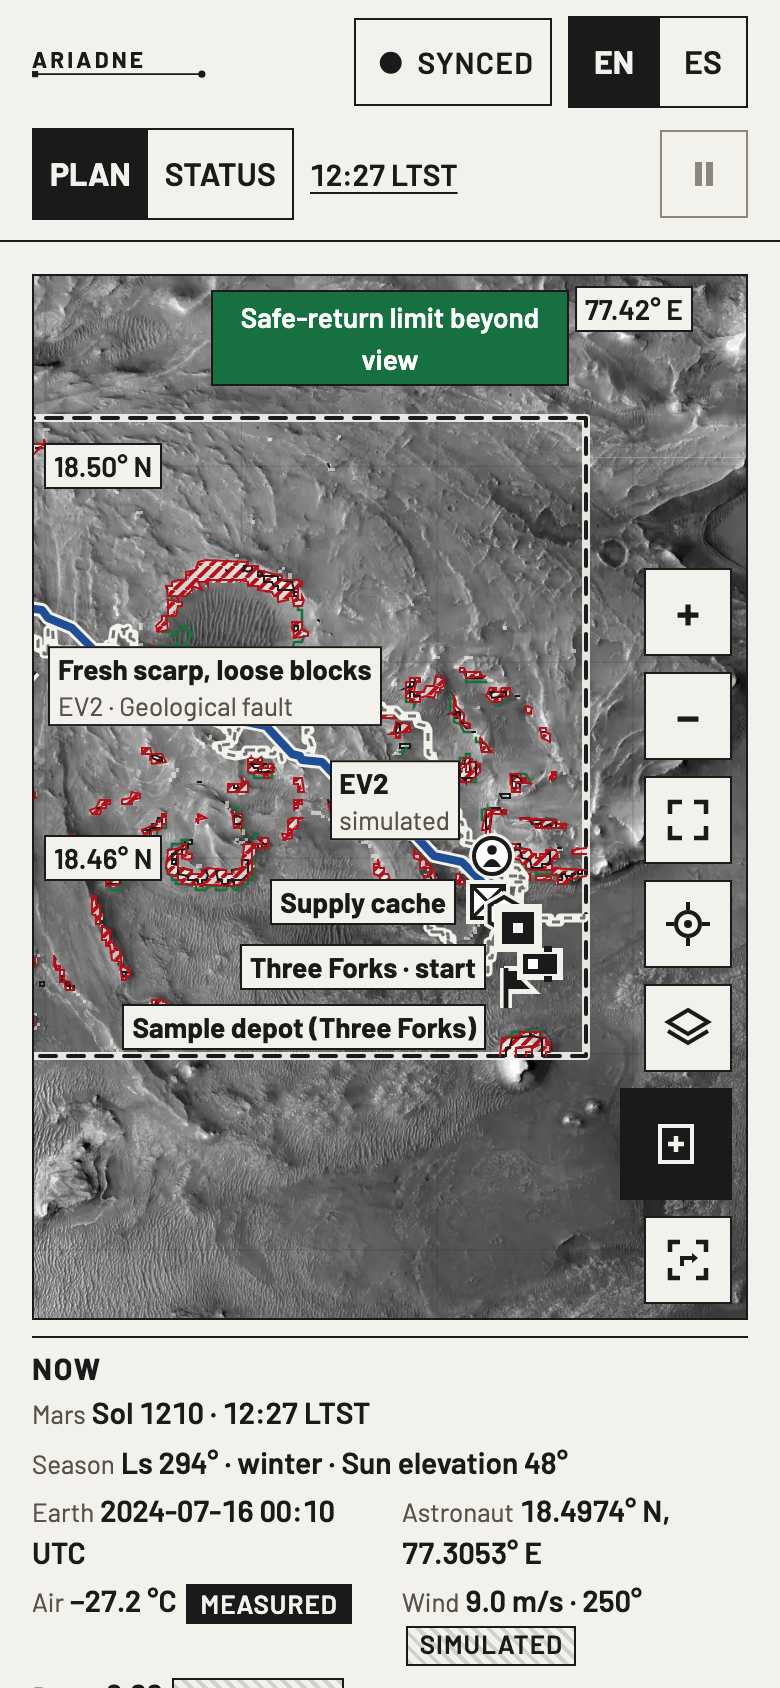 ARIADNE
SYNCED
EN
ES
PLAN
STATUS
12:27 LTST
Safe-return limit beyond
view
77.42° E
18.50° N
Fresh scarp, loose blocks
EV2 · Geological fault
EV2
simulated
18.46° N
Supply cache
Three Forks · start
Sample depot (Three Forks)
NOW
Mars Sol 1210 · 12:27 LTST
Season Ls 294° · winter · Sun elevation 48°
Earth 2024-07-16 00:10
UTC
Astronaut 18.4974° N,
77.3053° E
Air −27.2 °C MEASURED
Wind 9.0 m/s · 250°
SIMULATED